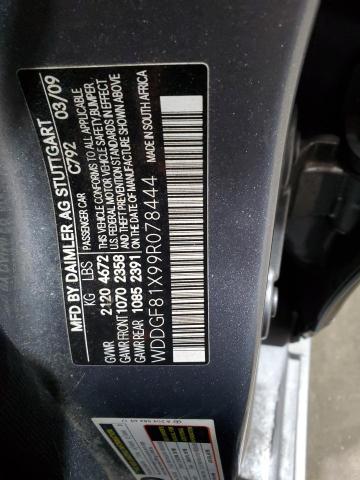 MFD BY DAIMLER AG STUTTGART
C792 03/09
KG LBS PASSENGER CAR
GVWR 2120 4672 THIS VEHICLE CONFORMS TO ALL APPLICABLE
GAWR FRONT 1070 2358 U.S. FEDERAL MOTOR VEHICLE SAFETY, BUMPER,
GAWR REAR 1085 2391 AND THEFT PREVENTION STANDARDS IN EFFECT
ON THE DATE OF MANUFACTURE SHOWN ABOVE
WDDGF81X99R078444 MADE IN SOUTH AFRICA